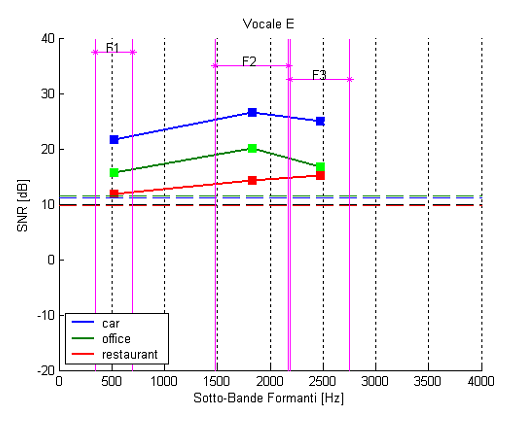 Vocale E
40
F1
F2
F3
30
20
10
0
-10
-20
SNR [dB]
car
office
restaurant
0 500 1000 1500 2000 2500 3000 3500 4000
Sotto-Bande Formanti [Hz]